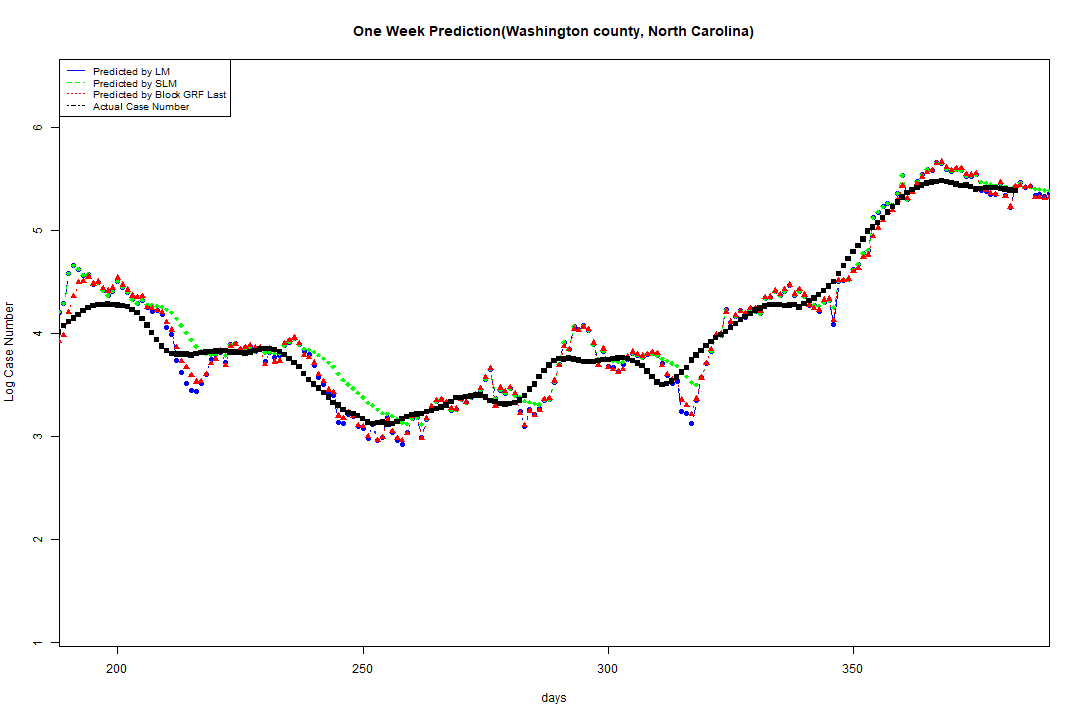 One Week Prediction(Washington county, North Carolina)
Predicted by LM
Predicted by SLM
Predicted by Block GRF Last
Actual Case Number
6
5
4
3
2
1
Log Case Number
200 250 300 350
days